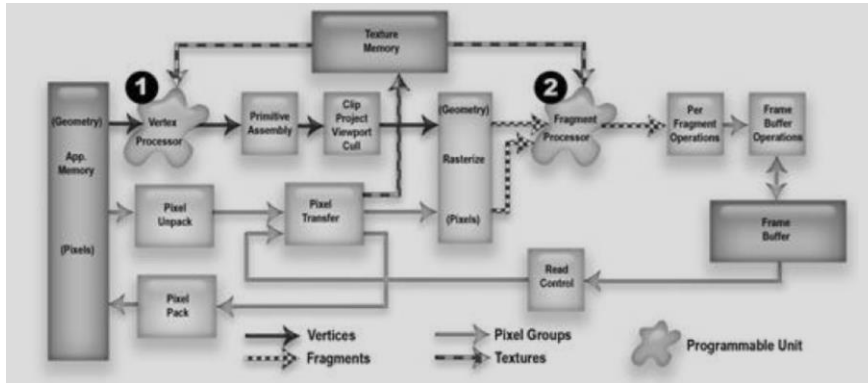 Texture
Memory
1
2
(Geometry)
App.
Memory
(Pixels)
Vertex
Processor
Primitive
Assembly
Clip
Project
Viewport
Cull
(Geometry)
Rasterize
(Pixels)
Fragment
Processor
Per
Fragment
Operations
Frame
Buffer
Operations
Pixel
Unpack
Pixel
Transfer
Frame
Buffer
Read
Control
Pixel
Pack
Vertices
Fragments
Pixel Groups
Textures
Programmable Unit